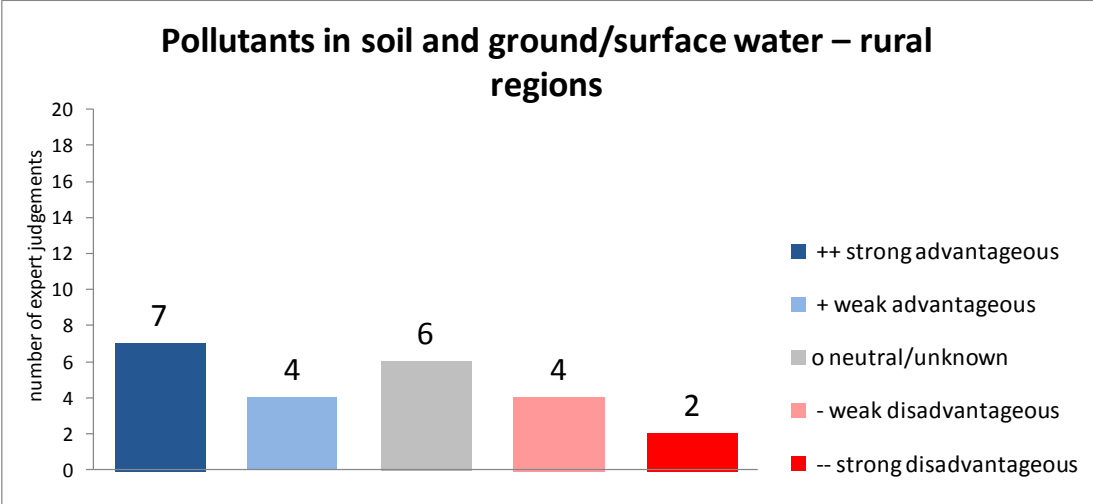 Pollutants in soil and ground/surface water – rural
regions
number of expert judgements
20
18
16
14
12
10
8
6
4
2
0
7
4
6
4
2
++ strong advantageous
+ weak advantageous
o neutral/unknown
- weak disadvantageous
-- strong disadvantageous